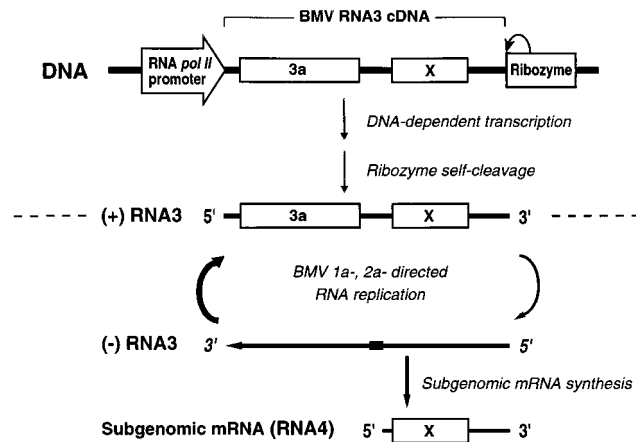 BMV RNA3 cDNA
DNA
RNA pol II
promoter
3a
X
Ribozyme
DNA-dependent transcription
Ribozyme self-cleavage
(+) RNA3 5' 3a X 3'
BMV 1a-, 2a- directed
RNA replication
(-) RNA3 3' 5'
Subgenomic mRNA synthesis
Subgenomic mRNA (RNA4) 5' X 3'